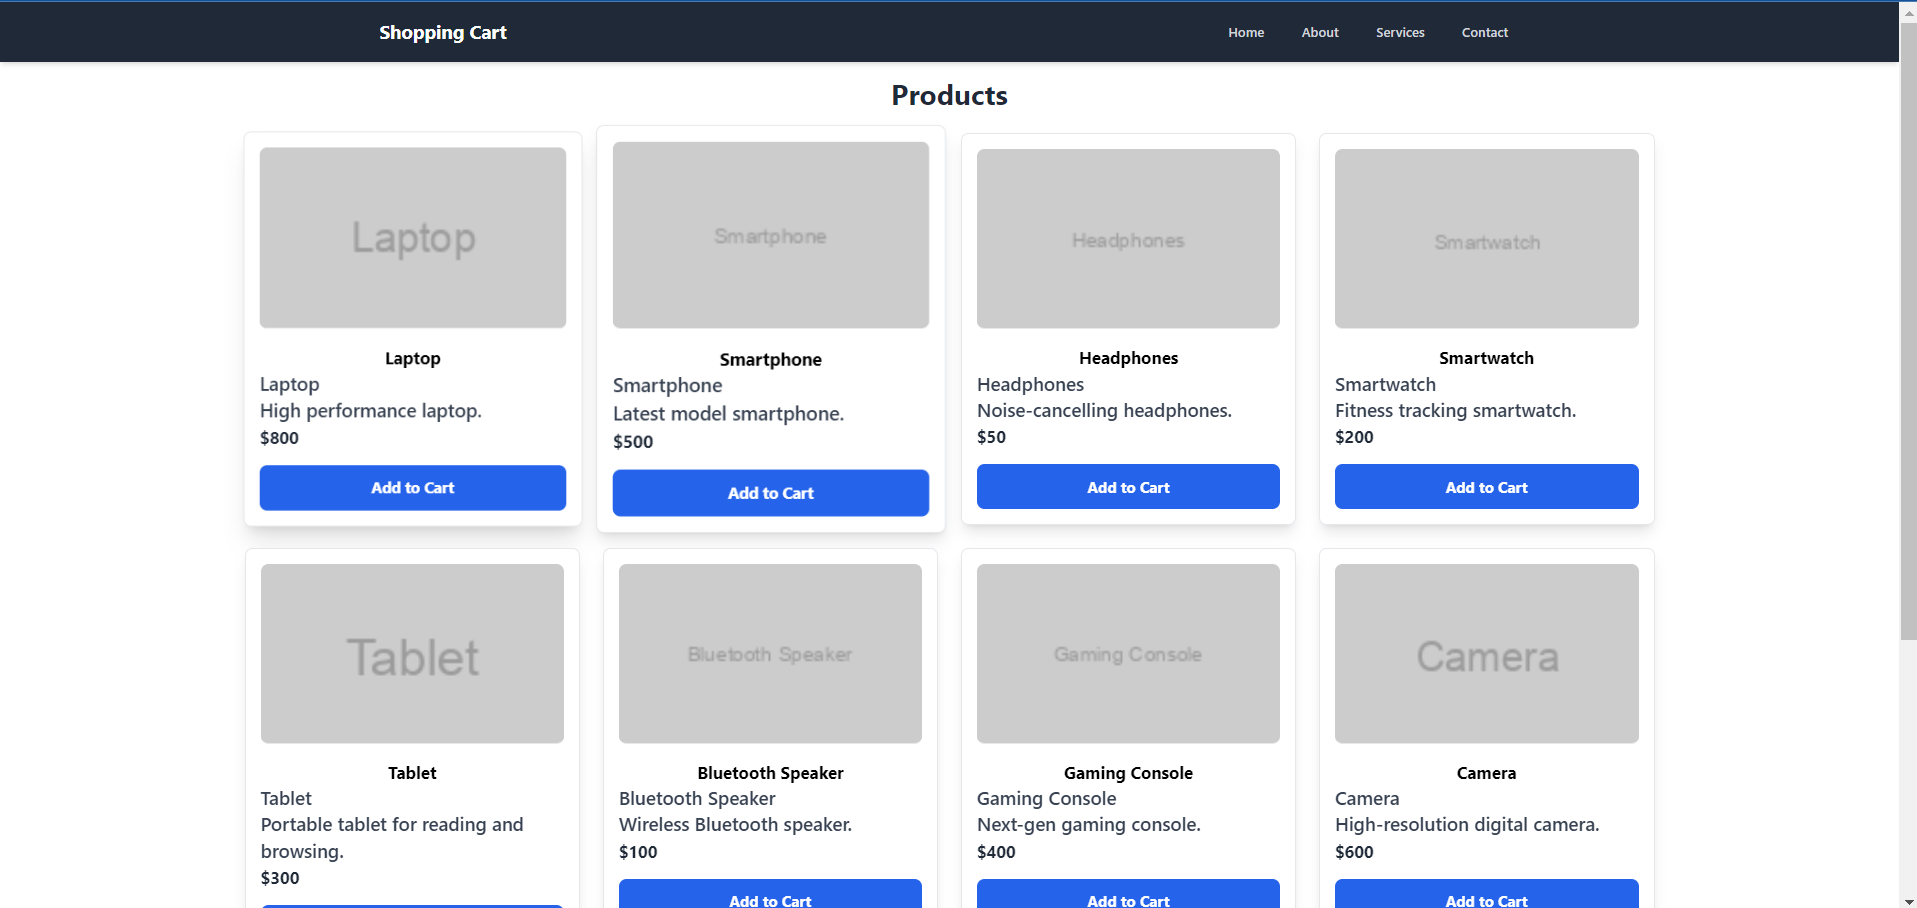 Shopping Cart
Home About Services Contact
Products
Laptop
Laptop
Laptop
High performance laptop.
$800
Add to Cart
Smartphone
Smartphone
Smartphone
Latest model smartphone.
$500
Add to Cart
Headphones
Headphones
Headphones
Noise-cancelling headphones.
$50
Add to Cart
Smartwatch
Smartwatch
Smartwatch
Fitness tracking smartwatch.
$200
Add to Cart
Tablet
Tablet
Tablet
Portable tablet for reading and
browsing.
$300
Bluetooth Speaker
Bluetooth Speaker
Bluetooth Speaker
Wireless Bluetooth speaker.
$100
Add to Cart
Gaming Console
Gaming Console
Gaming Console
Next-gen gaming console.
$400
Add to Cart
Camera
Camera
Camera
High-resolution digital camera.
$600
Add to Cart